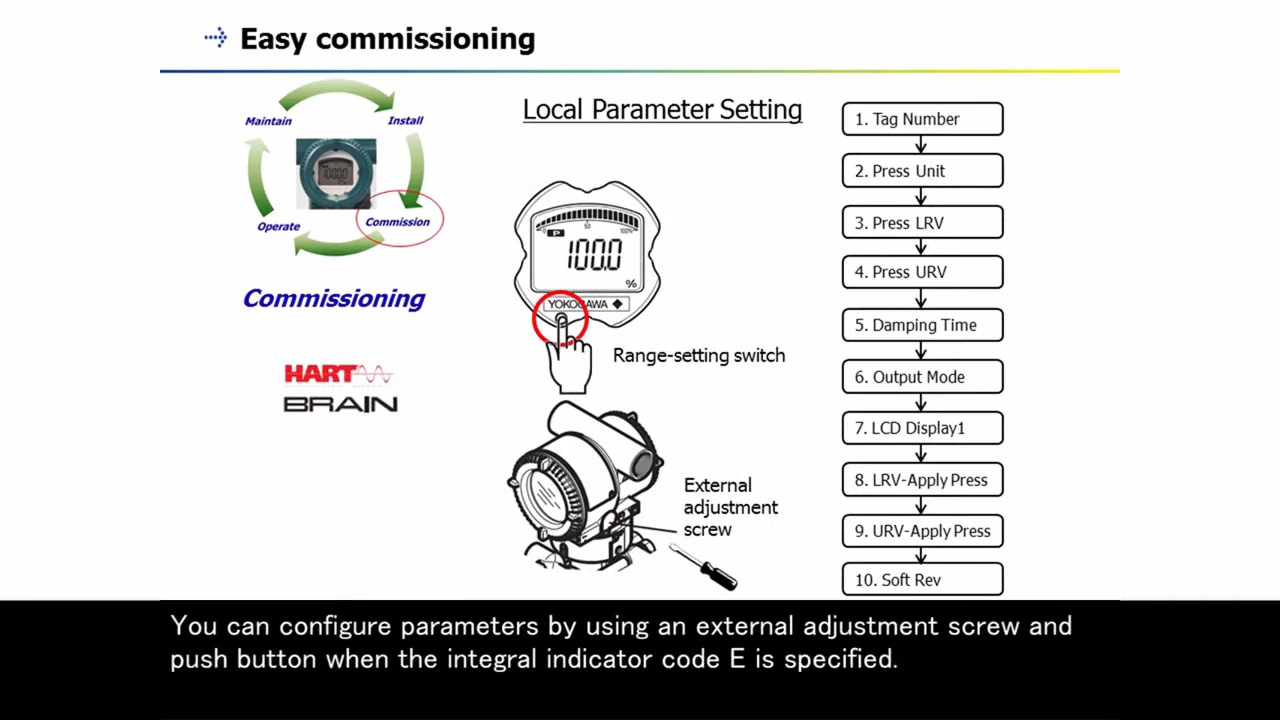 Easy commissioning
Maintain
Install
Operate
Commission
Commissioning
HART
BRAIN
Local Parameter Setting
0
50
100%
P
100.0
%
YOKOGAWA
Range-setting switch
External
adjustment
screw
1. Tag Number
2. Press Unit
3. Press LRV
4. Press URV
5. Damping Time
6. Output Mode
7. LCD Display1
8. LRV-Apply Press
9. URV-Apply Press
10. Soft Rev
You can configure parameters by using an external adjustment screw and
push button when the integral indicator code E is specified.